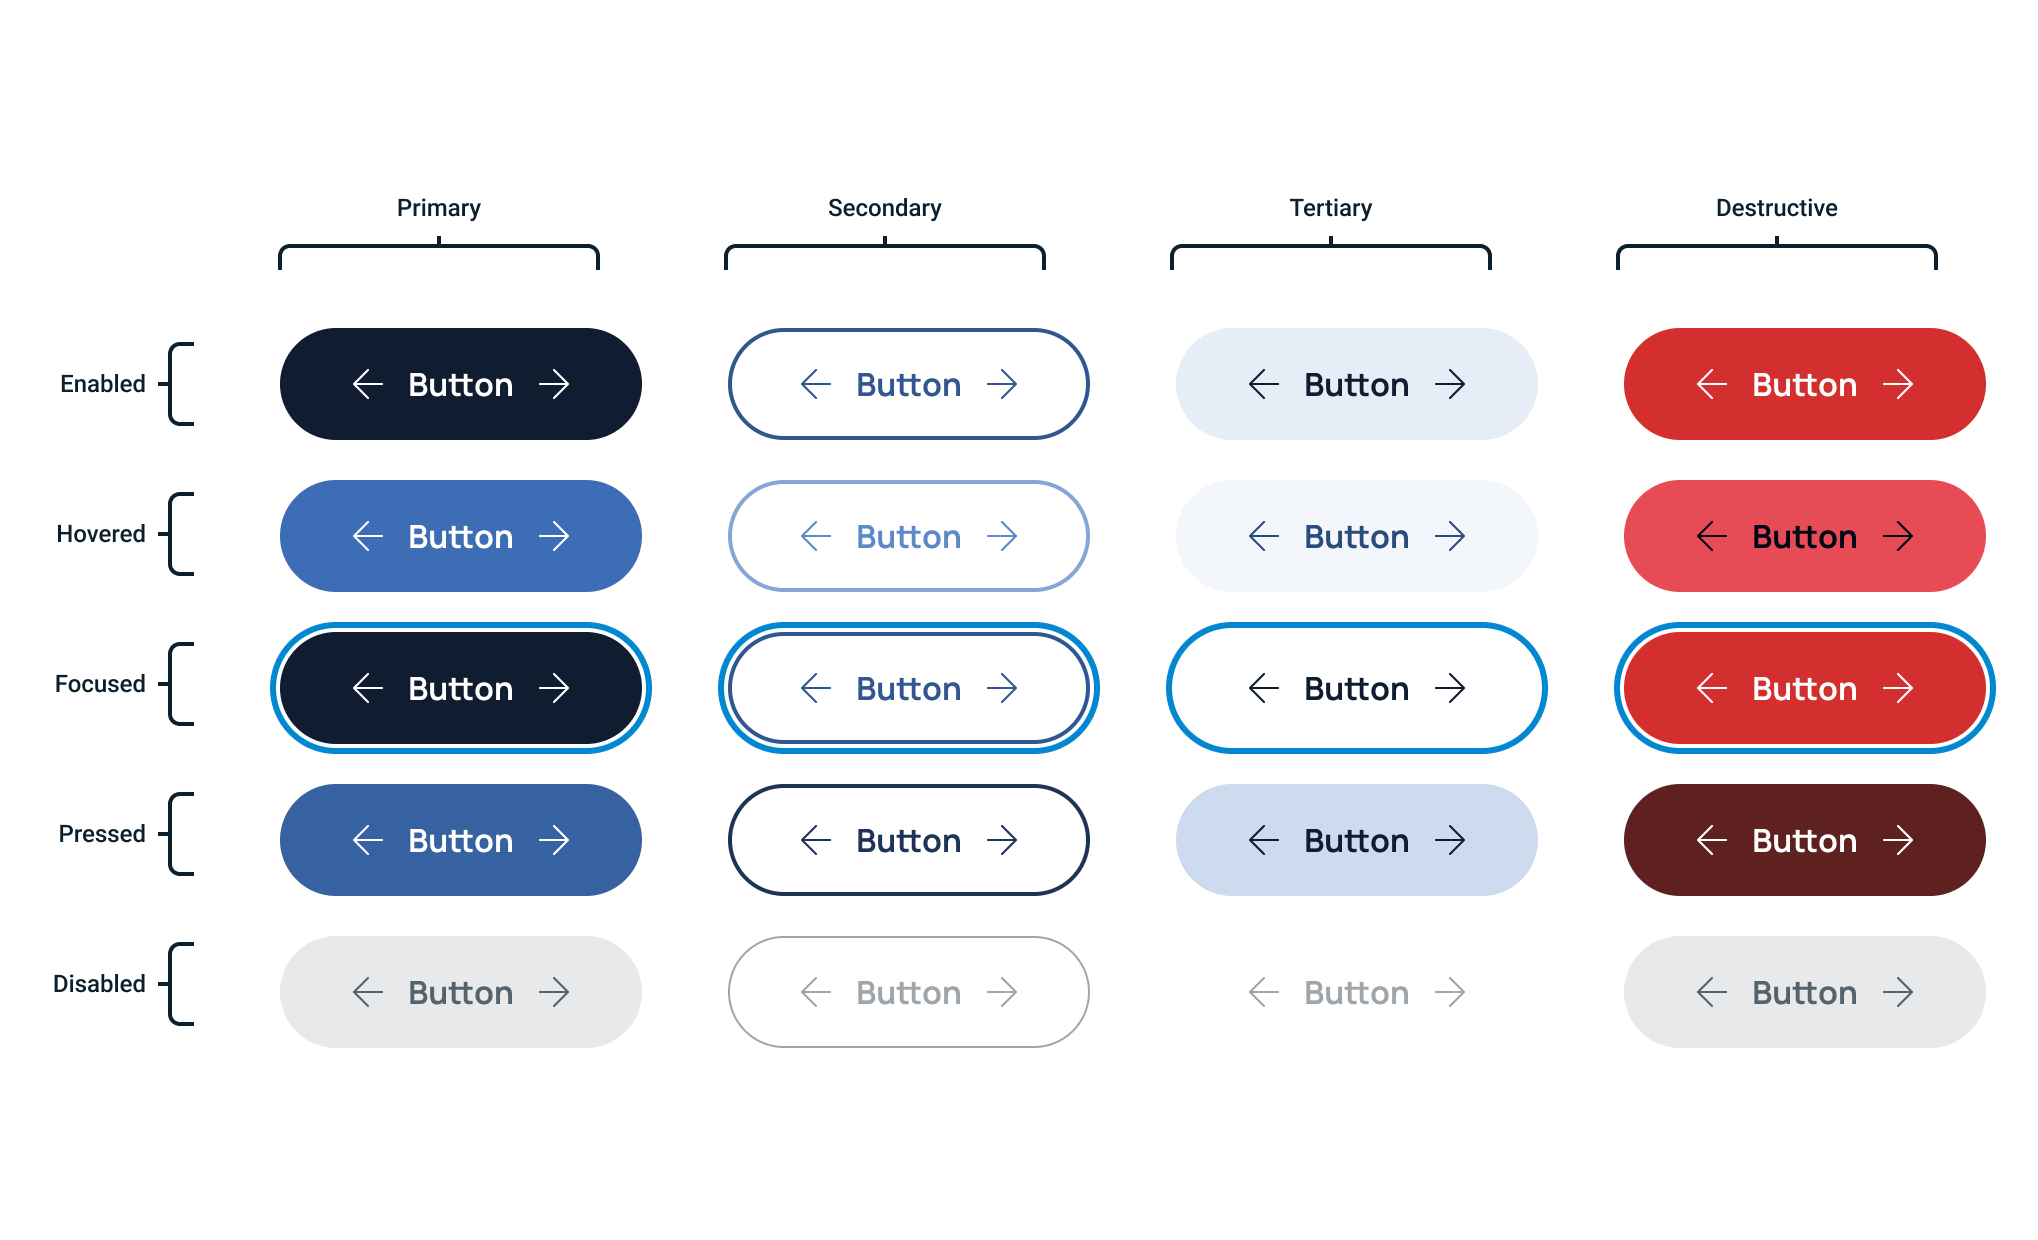 Primary Secondary Tertiary Destructive
Enabled Button Button Button Button
Hovered Button Button Button Button
Focused Button Button Button Button
Pressed Button Button Button Button
Disabled Button Button Button Button